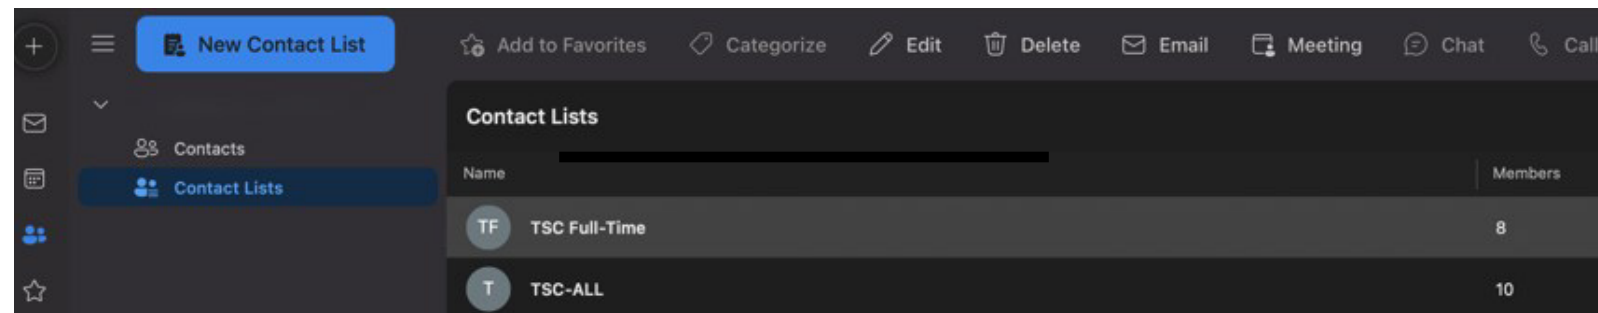 New Contact List
Add to Favorites
Categorize
Edit
Delete
Email
Meeting
Chat
Call
Contacts
Contact Lists
Contact Lists
Name
Members
TF
TSC Full-Time
8
T
TSC-ALL
10